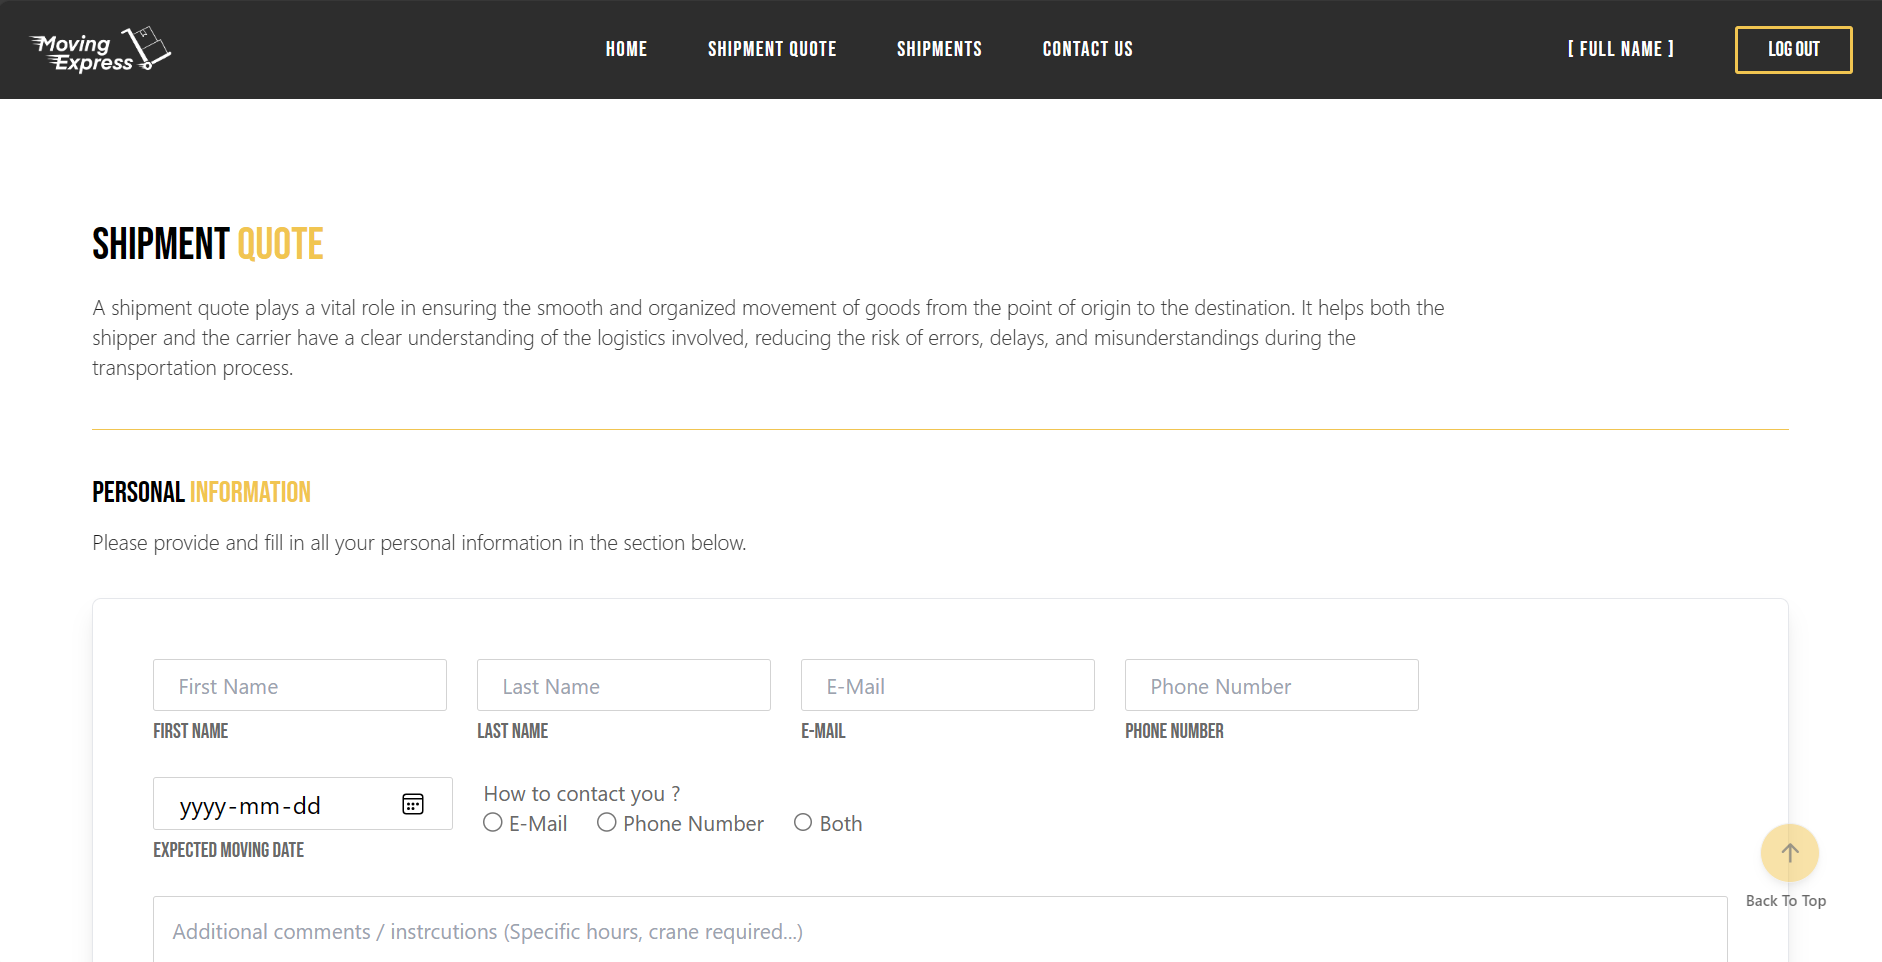 Moving
Express
HOME
SHIPMENT QUOTE
SHIPMENTS
CONTACT US
[ FULL NAME ]
LOG OUT
SHIPMENT QUOTE
A shipment quote plays a vital role in ensuring the smooth and organized movement of goods from the point of origin to the destination. It helps both the
shipper and the carrier have a clear understanding of the logistics involved, reducing the risk of errors, delays, and misunderstandings during the
transportation process.
PERSONAL INFORMATION
Please provide and fill in all your personal information in the section below.
First Name
Last Name
E-Mail
Phone Number
FIRST NAME
LAST NAME
E-MAIL
PHONE NUMBER
yyyy-mm-dd
EXPECTED MOVING DATE
How to contact you ?
E-Mail
Phone Number
Both
Back To Top
Additional comments / instrcutions (Specific hours, crane required...)